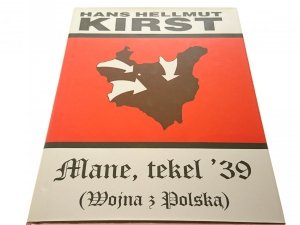 HANS HELLMUT
KIRST
Mane, tekel '39
(Wojna z Polską)